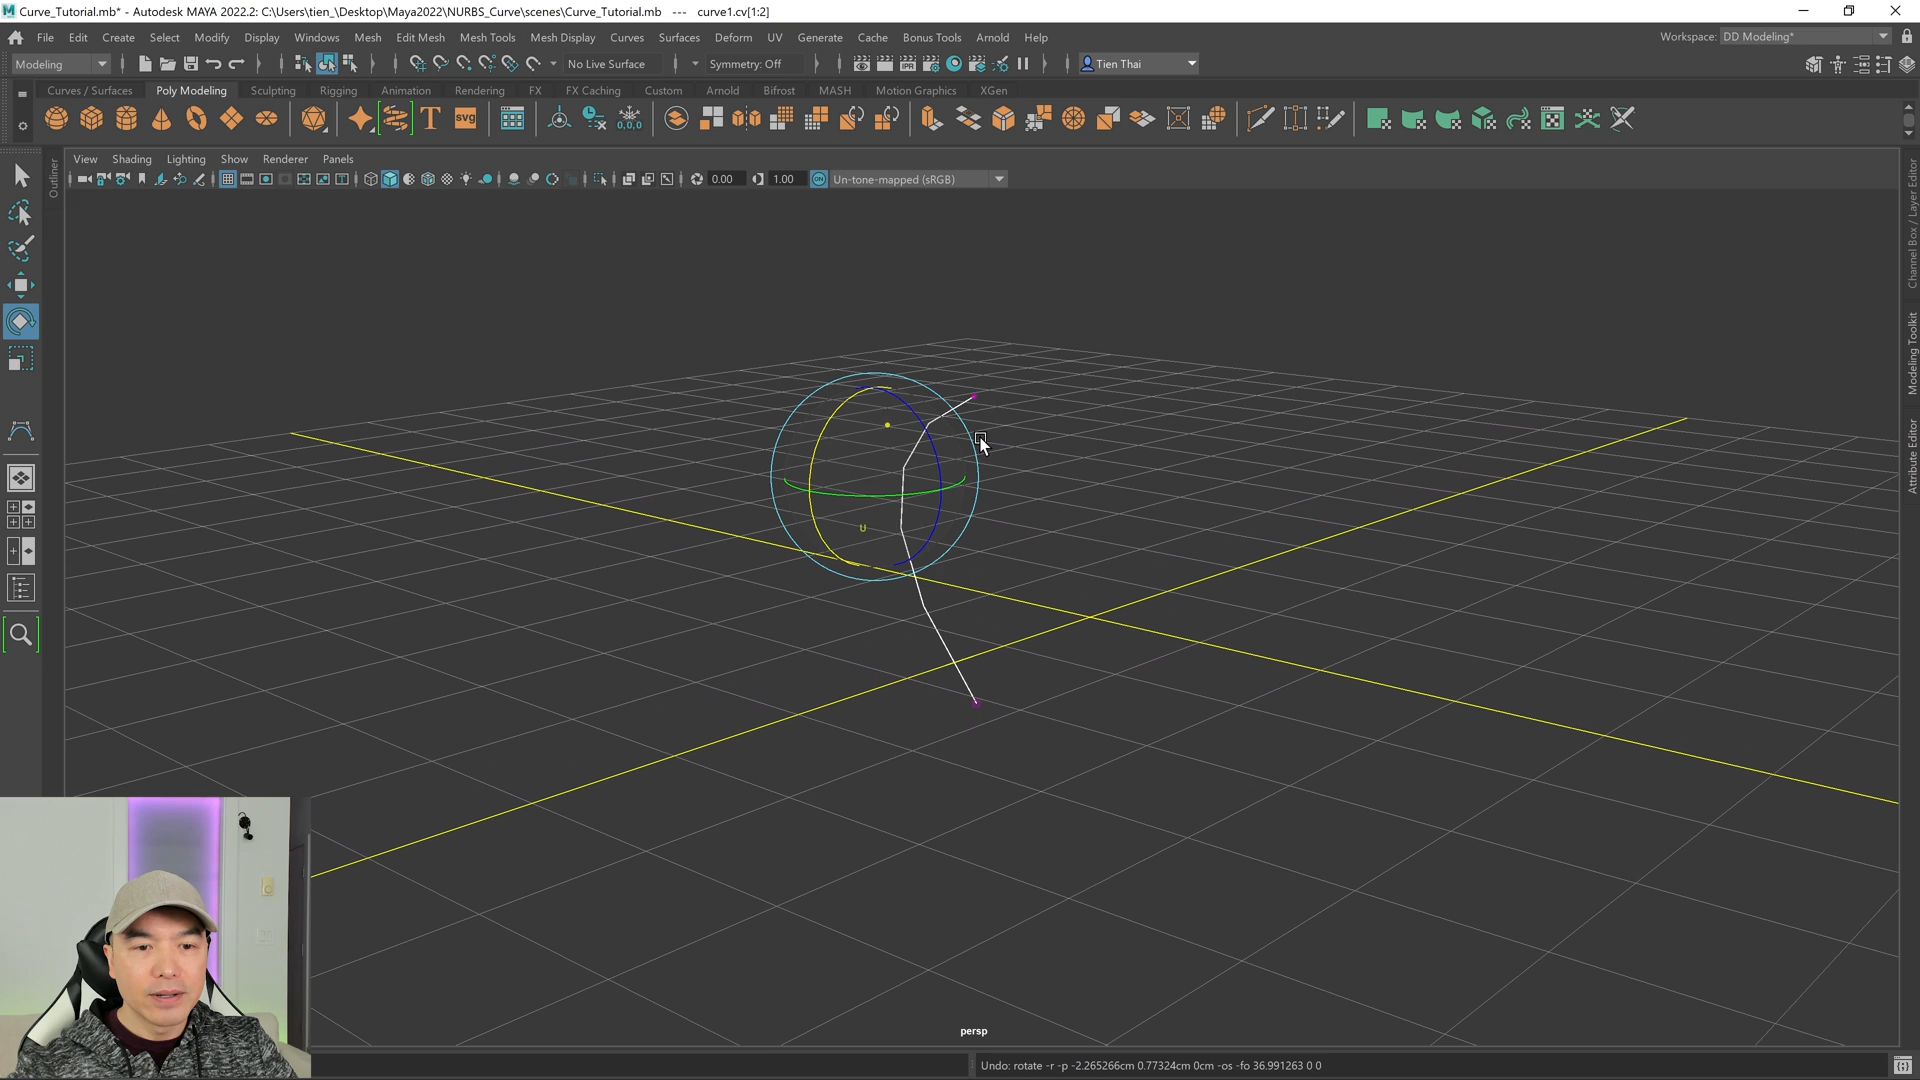 Curve_Tutorial.mb* - Autodesk MAYA 2022.2: C:\Users\tien_\Desktop\Maya2022\NURBS_Curve\scenes\Curve_Tutorial.mb   ---   curve1.cv[1:2]
File Edit Create Select Modify Display Windows Mesh Edit Mesh Mesh Tools Mesh Display Curves Surfaces Deform UV Generate Cache Bonus Tools Arnold Help Workspace: DD Modeling*
Modeling No Live Surface Symmetry: Off Tien Thai
Curves / Surfaces Poly Modeling Sculpting Rigging Animation Rendering FX FX Caching Custom Arnold Bifrost MASH Motion Graphics XGen
T SVG 0,0,0
View Shading Lighting Show Renderer Panels
0.00 1.00 ON Un-tone-mapped (sRGB)
Outliner
Channel Box / Layer Editor
Modeling Toolkit
Attribute Editor
U
persp
Undo: rotate -r -p -2.265266cm 0.77324cm 0cm -os -fo 36.991263 0 0